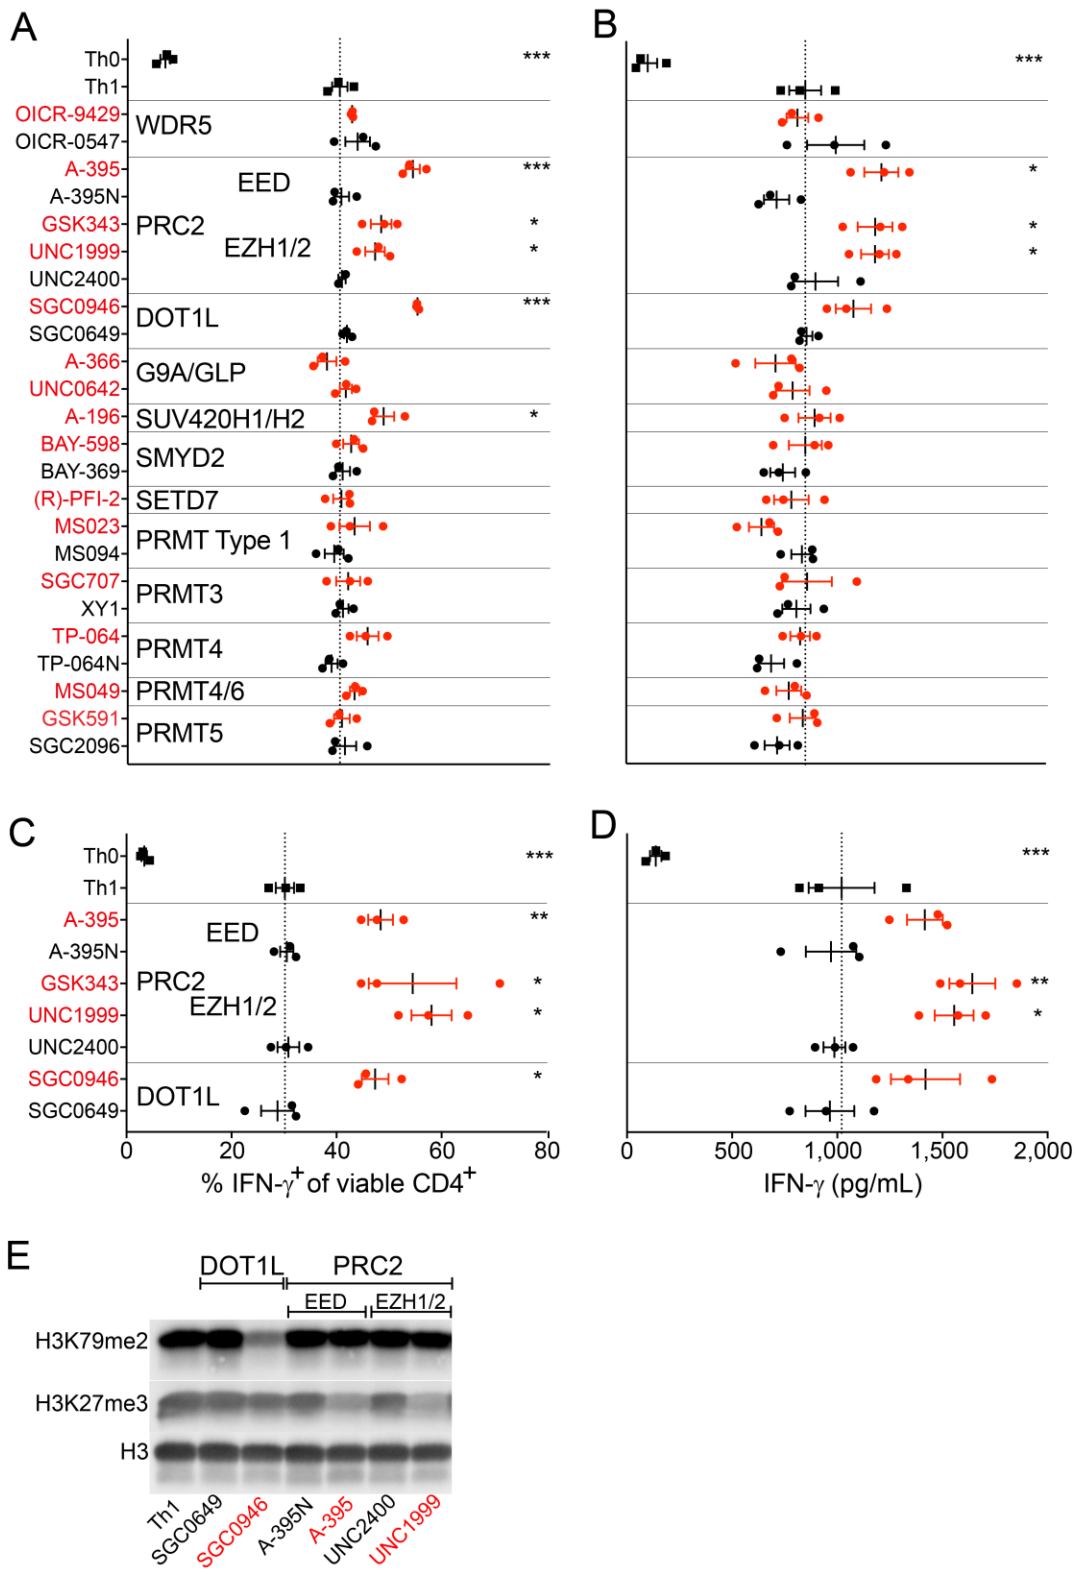 A
B
Th0
***
***
Th1
OICR-9429
WDR5
OICR-0547
A-395
***
*
EED
A-395N
GSK343
PRC2
*
*
UNC1999
EZH1/2
*
*
UNC2400
SGC0946
***
DOT1L
SGC0649
A-366
G9A/GLP
UNC0642
A-196
SUV420H1/H2
*
BAY-598
SMYD2
BAY-369
(R)-PFI-2
SETD7
MS023
PRMT Type 1
MS094
SGC707
PRMT3
XY1
TP-064
PRMT4
TP-064N
MS049
PRMT4/6
GSK591
PRMT5
SGC2096
C
D
Th0
***
***
Th1
A-395
**
EED
A-395N
GSK343
PRC2
*
**
EZH1/2
UNC1999
*
*
UNC2400
SGC0946
*
DOT1L
SGC0649
0 20 40 60 80
0 500 1,000 1,500 2,000
% IFN-γ+ of viable CD4+
IFN-γ (pg/mL)
E
DOT1L PRC2
EED EZH1/2
H3K79me2
H3K27me3
H3
Th1
SGC0649
SGC0946
A-395N
A-395
UNC2400
UNC1999